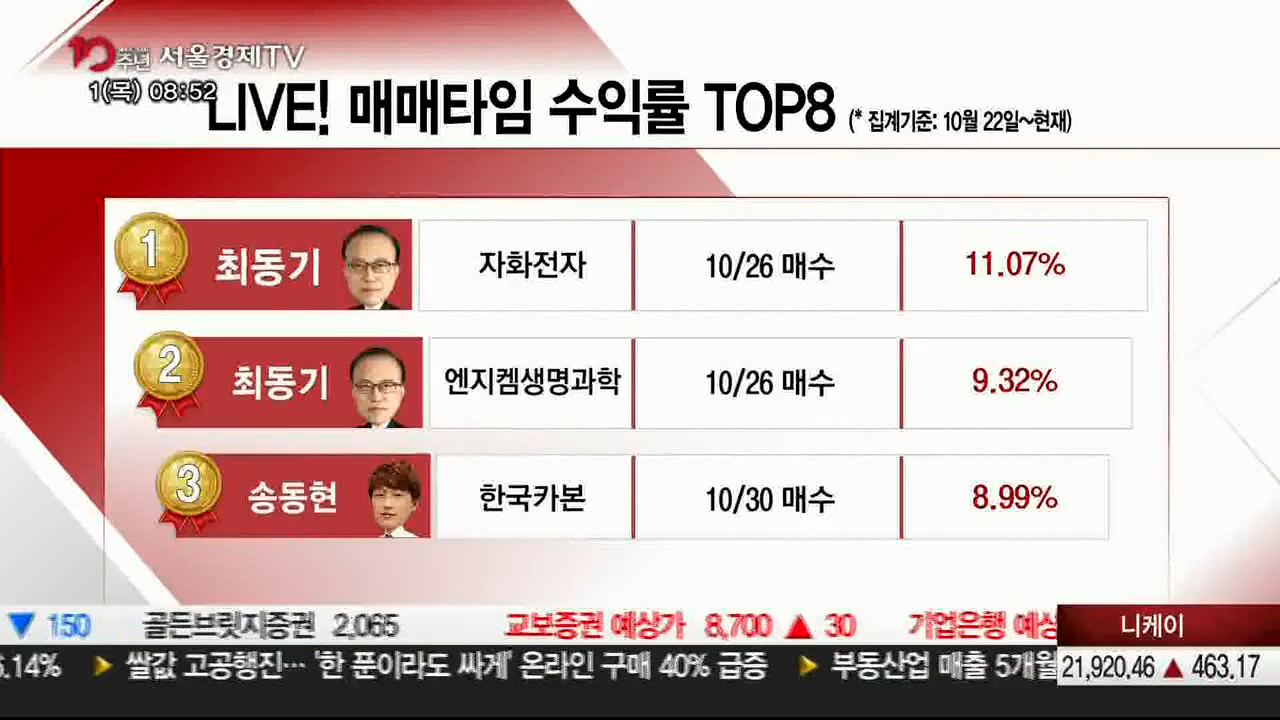 10주년 서울경제TV
1(목) 08:52
LIVE! 매매타임 수익률 TOP8 (* 집계기준: 10월 22일~현재)
1 최동기 자화전자 10/26 매수 11.07%
2 최동기 엔지켐생명과학 10/26 매수 9.32%
3 송동현 한국카본 10/30 매수 8.99%
▼ 150 골든브릿지증권 2,065 교보증권 예상가 8,700 ▲ 30 기업은행 예상
니케이
6.14% ▶ 쌀값 고공행진… '한 푼이라도 싸게' 온라인 구매 40% 급증 ▶ 부동산업 매출 5개월
21,920.46 ▲ 463.17